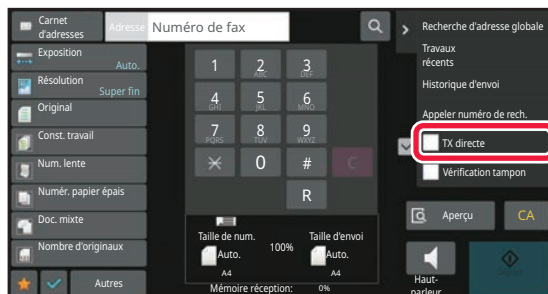 Carnet
d'adresses
Adresse
Numéro de fax
Exposition
Auto.
Résolution
Super fin
Original
Const. travail
Num. lente
Numér. papier
épais
Doc. mixte
Nombre d'originaux
Autres
1
2
ABC
3
DEF
4
GHI
5
JKL
6
MNO
7
PQRS
8
TUV
9
WXYZ
0
#
C
R
Taille de num.
Auto.
A4
100%
Taille d'envoi
Auto.
A4
Mémoire réception: 0%
Recherche d'adresse globale
Travaux
récents
Historique d'envoi
Appeler numéro de rech.
TX directe
Vérification tampon
Aperçu
CA
Haut-
parleur